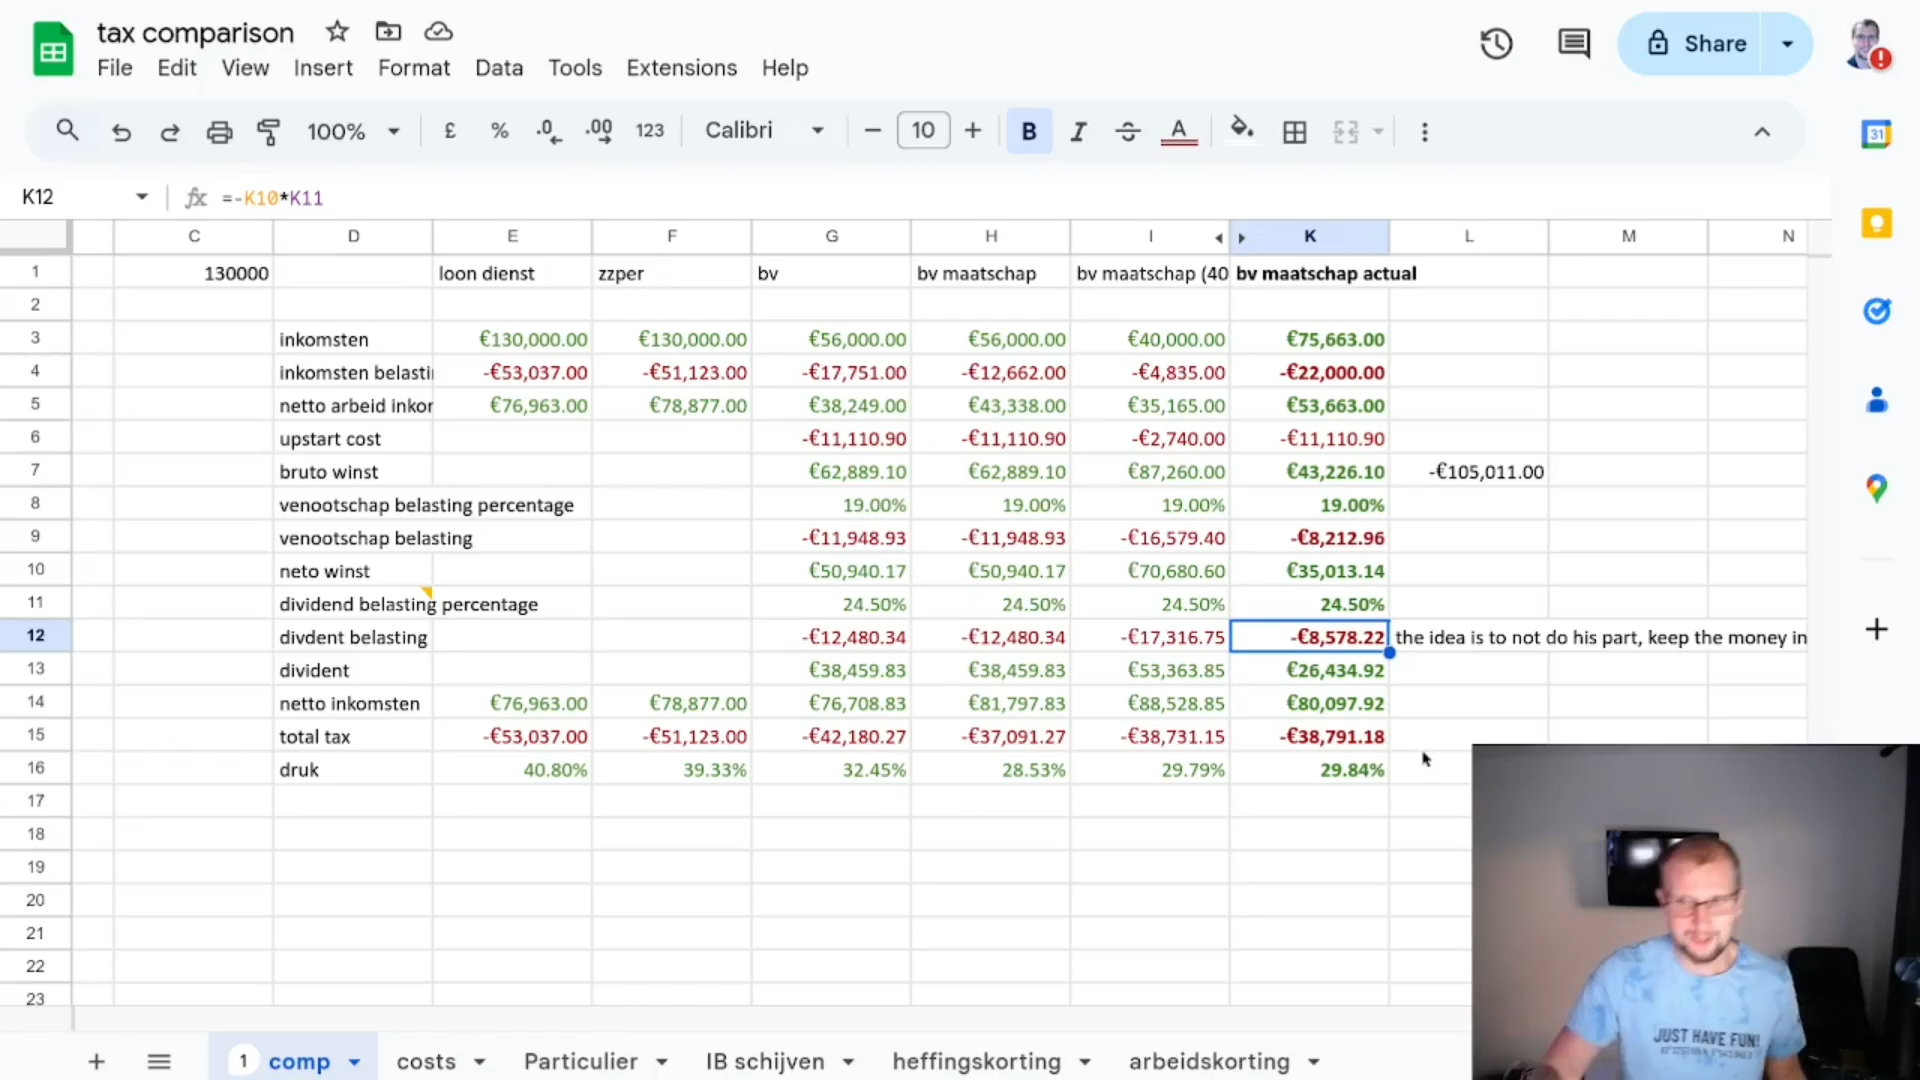 tax comparison
File Edit View Insert Format Data Tools Extensions Help
Share
100% £ % .0 .00 123 Calibri 10 B I A
31
K12 fx =-K10*K11
C D E F G H I K L M N
1 130000 loon dienst zzper bv bv maatschap bv maatschap (40 bv maatschap actual
2
3 inkomsten €130,000.00 €130,000.00 €56,000.00 €56,000.00 €40,000.00 €75,663.00
4 inkomsten belasti -€53,037.00 -€51,123.00 -€17,751.00 -€12,662.00 -€4,835.00 -€22,000.00
5 netto arbeid inkor €76,963.00 €78,877.00 €38,249.00 €43,338.00 €35,165.00 €53,663.00
6 upstart cost -€11,110.90 -€11,110.90 -€2,740.00 -€11,110.90
7 bruto winst €62,889.10 €62,889.10 €87,260.00 €43,226.10 -€105,011.00
8 venootschap belasting percentage 19.00% 19.00% 19.00% 19.00%
9 venootschap belasting -€11,948.93 -€11,948.93 -€16,579.40 -€8,212.96
10 neto winst €50,940.17 €50,940.17 €70,680.60 €35,013.14
11 dividend belasting percentage 24.50% 24.50% 24.50% 24.50%
12 divdent belasting -€12,480.34 -€12,480.34 -€17,316.75 -€8,578.22 the idea is to not do his part, keep the money in
13 divident €38,459.83 €38,459.83 €53,363.85 €26,434.92
14 netto inkomsten €76,963.00 €78,877.00 €76,708.83 €81,797.83 €88,528.85 €80,097.92
15 total tax -€53,037.00 -€51,123.00 -€42,180.27 -€37,091.27 -€38,731.15 -€38,791.18
16 druk 40.80% 39.33% 32.45% 28.53% 29.79% 29.84%
17
18
19
20
21
22
23
JUST HAVE FUN!
1 comp costs Particulier IB schijven heffingskorting arbeidskorting